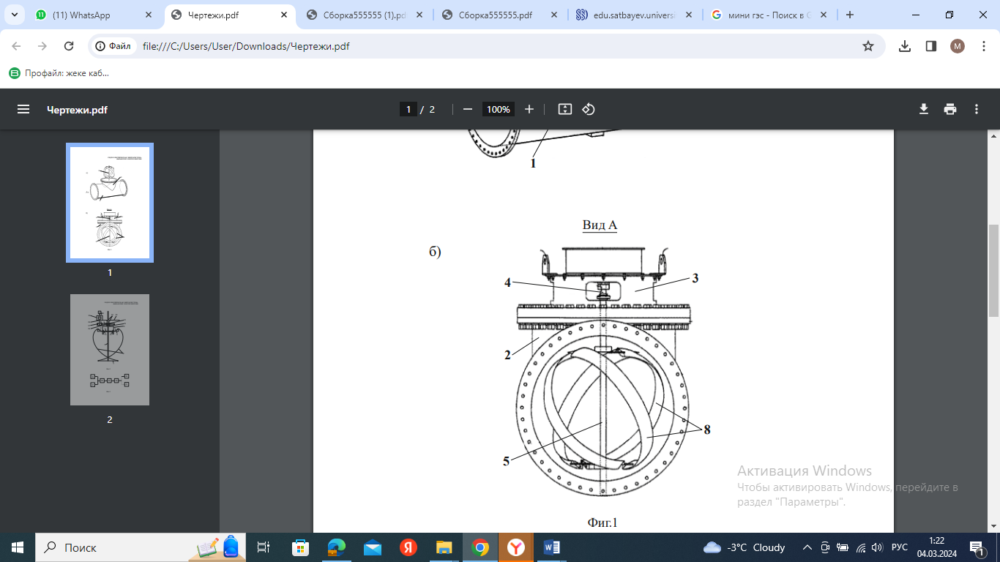 (11) WhatsApp
Чертежи.pdf
Сборка555555 (1).pd
Сборка555555.pdf
edu.satbayev.universi
мини гэс - Поиск в G
Файл
file:///C:/Users/User/Downloads/Чертежи.pdf
M
Профайл: жеке каб...
Чертежи.pdf
1 / 2
100%
1
Вид А
б)
4
3
2
8
5
Фиг.1
1
2
Активация Windows
Чтобы активировать Windows, перейдите в
раздел "Параметры".
Поиск
-3°C Cloudy
РУС
1:22
04.03.2024
1